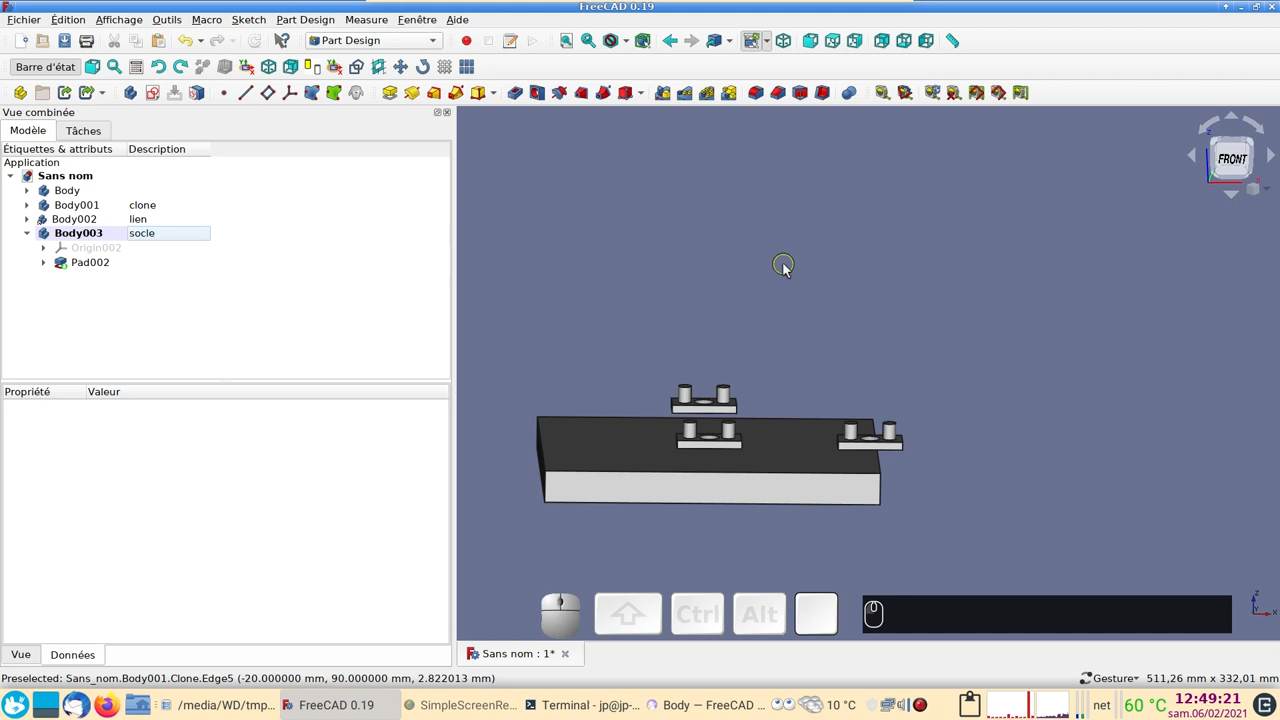 FreeCAD 0.19
Fichier Édition Affichage Outils Macro Sketch Part Design Measure Fenêtre Aide
Part Design
Barre d'état
Vue combinée
Modèle Tâches
Étiquettes & attributs Description
Application
Sans nom
Body
Body001 clone
Body002 lien
Body003 socle
Origin002
Pad002
FRONT
Propriété Valeur
Ctrl Alt
Vue Données
Sans nom : 1*
Preselected: Sans_nom.Body001.Clone.Edge5 (-20.000000 mm, 90.000000 mm, 2.822013 mm)
Gesture 511,26 mm x 332,01 mm
/media/WD/tmp... FreeCAD 0.19 SimpleScreenRe... Terminal - jp@jp-... Body — FreeCAD ... 10 °C net 60 °C 12:49:21
sam.06/02/2021